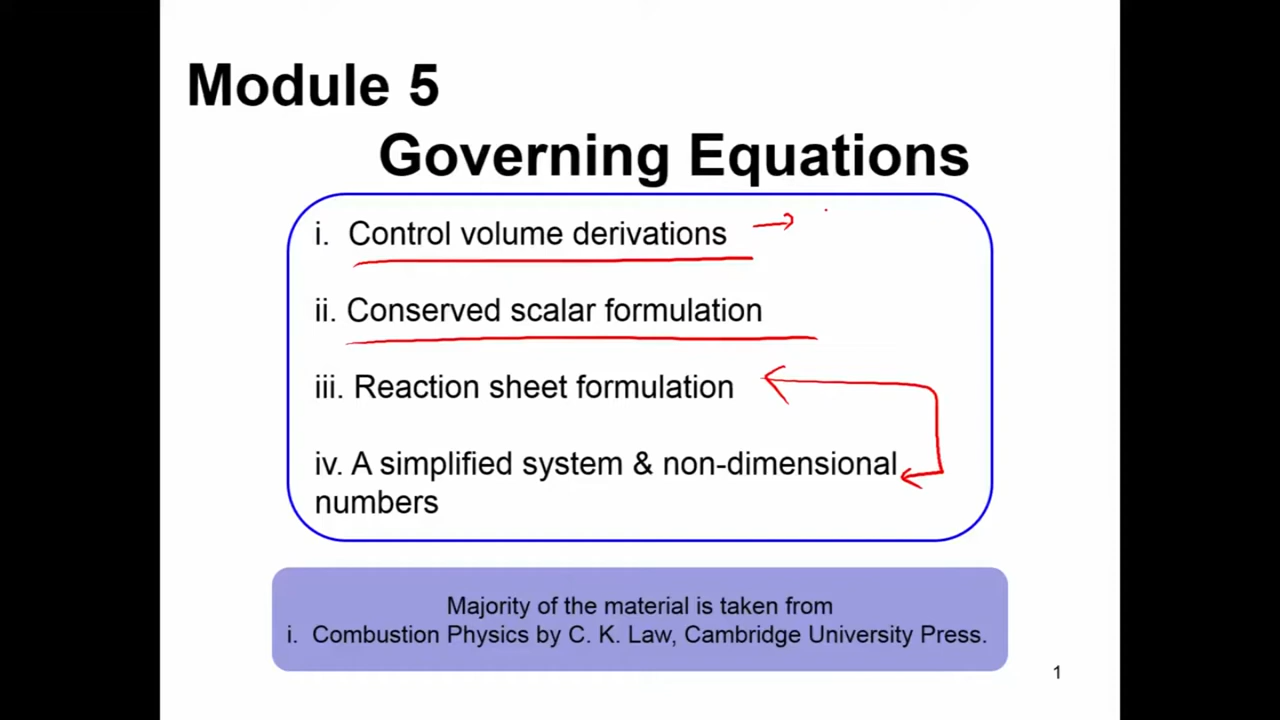 Module 5
Governing Equations
i. Control volume derivations
ii. Conserved scalar formulation
iii. Reaction sheet formulation
iv. A simplified system & non-dimensional
numbers
Majority of the material is taken from
i. Combustion Physics by C. K. Law, Cambridge University Press.
1